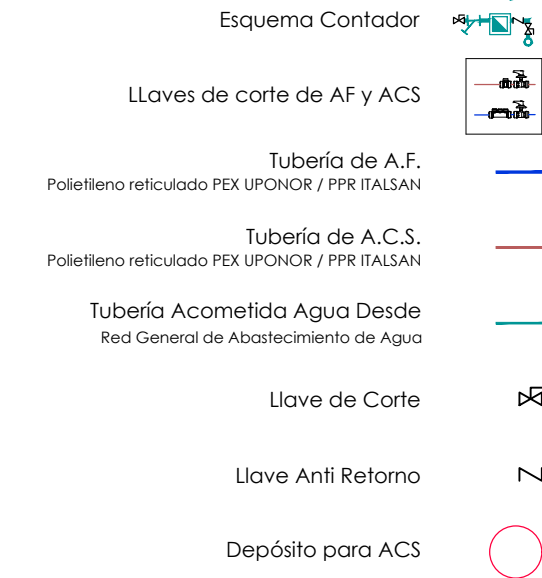 Esquema Contador
LLaves de corte de AF y ACS
Tubería de A.F.
Polietileno reticulado PEX UPONOR / PPR ITALSAN
Tubería de A.C.S.
Polietileno reticulado PEX UPONOR / PPR ITALSAN
Tubería Acometida Agua Desde
Red General de Abastecimiento de Agua
Llave de Corte
Llave Anti Retorno
Depósito para ACS